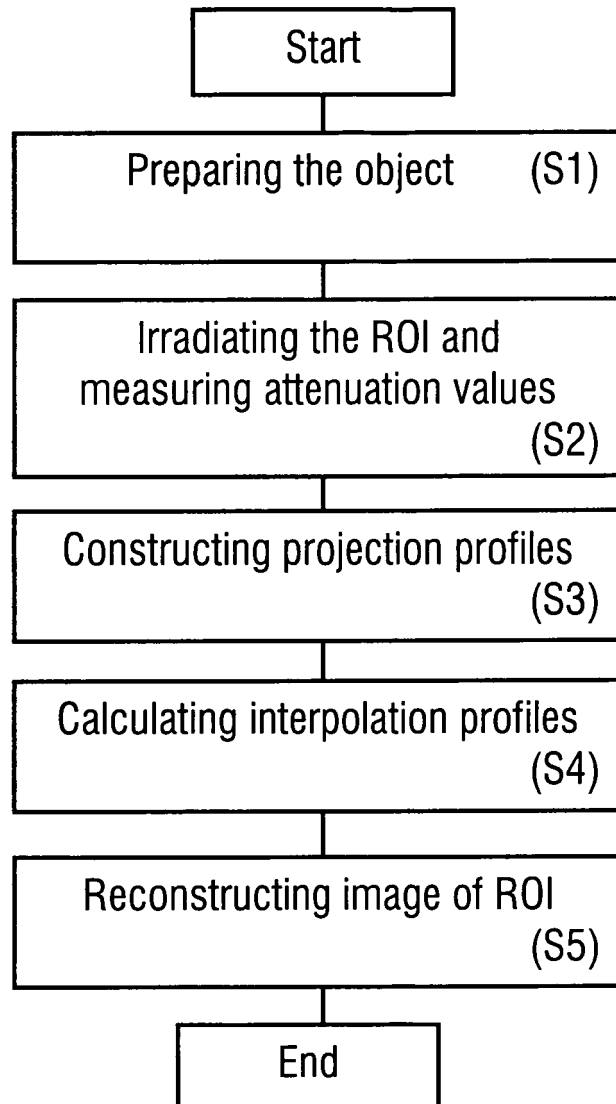 Start
Preparing the object (S1)
Irradiating the ROI and
measuring attenuation values
(S2)
Constructing projection profiles
(S3)
Calculating interpolation profiles
(S4)
Reconstructing image of ROI
(S5)
End